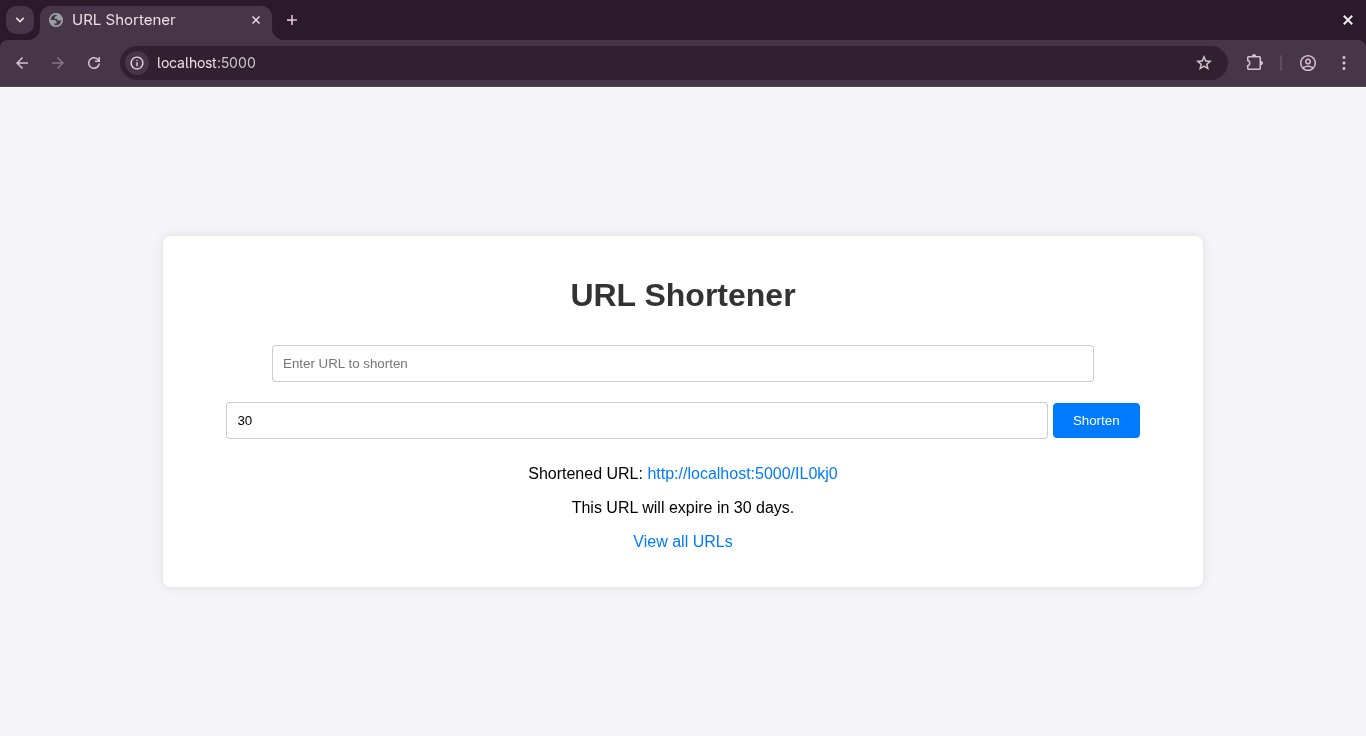 URL Shortener
localhost:5000
URL Shortener
Enter URL to shorten
30 Shorten
Shortened URL: http://localhost:5000/IL0kj0
This URL will expire in 30 days.
View all URLs